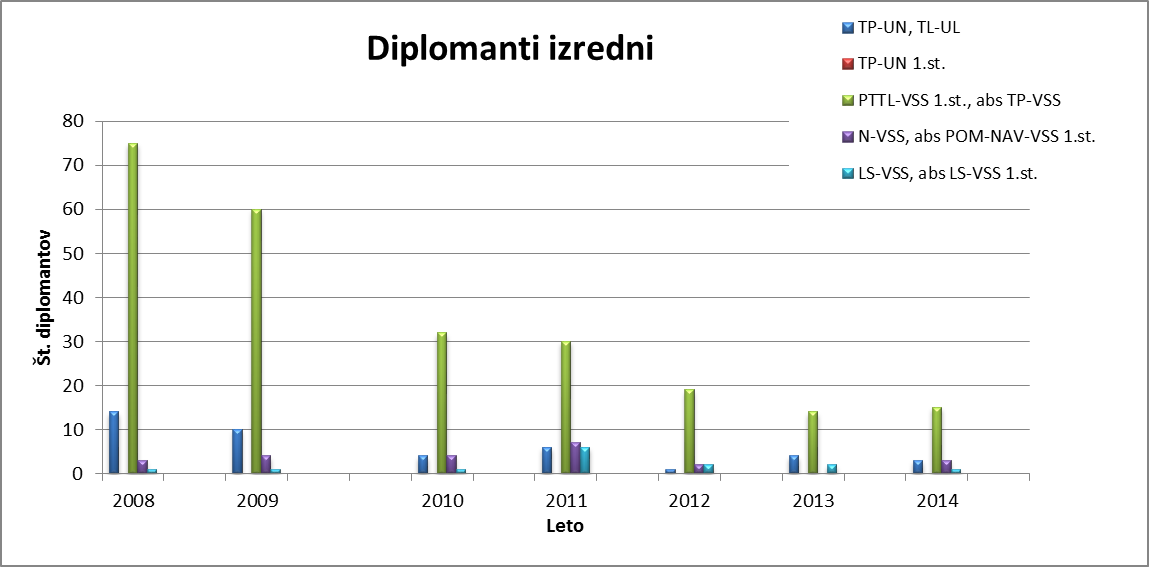 Diplomanti izredni
TP-UN, TL-UL
TP-UN 1.st.
PTTL-VSS 1.st., abs TP-VSS
N-VSS, abs POM-NAV-VSS 1.st.
LS-VSS, abs LS-VSS 1.st.
Št. diplomantov
80
70
60
50
40
30
20
10
0
2008 2009 2010 2011 2012 2013 2014
Leto